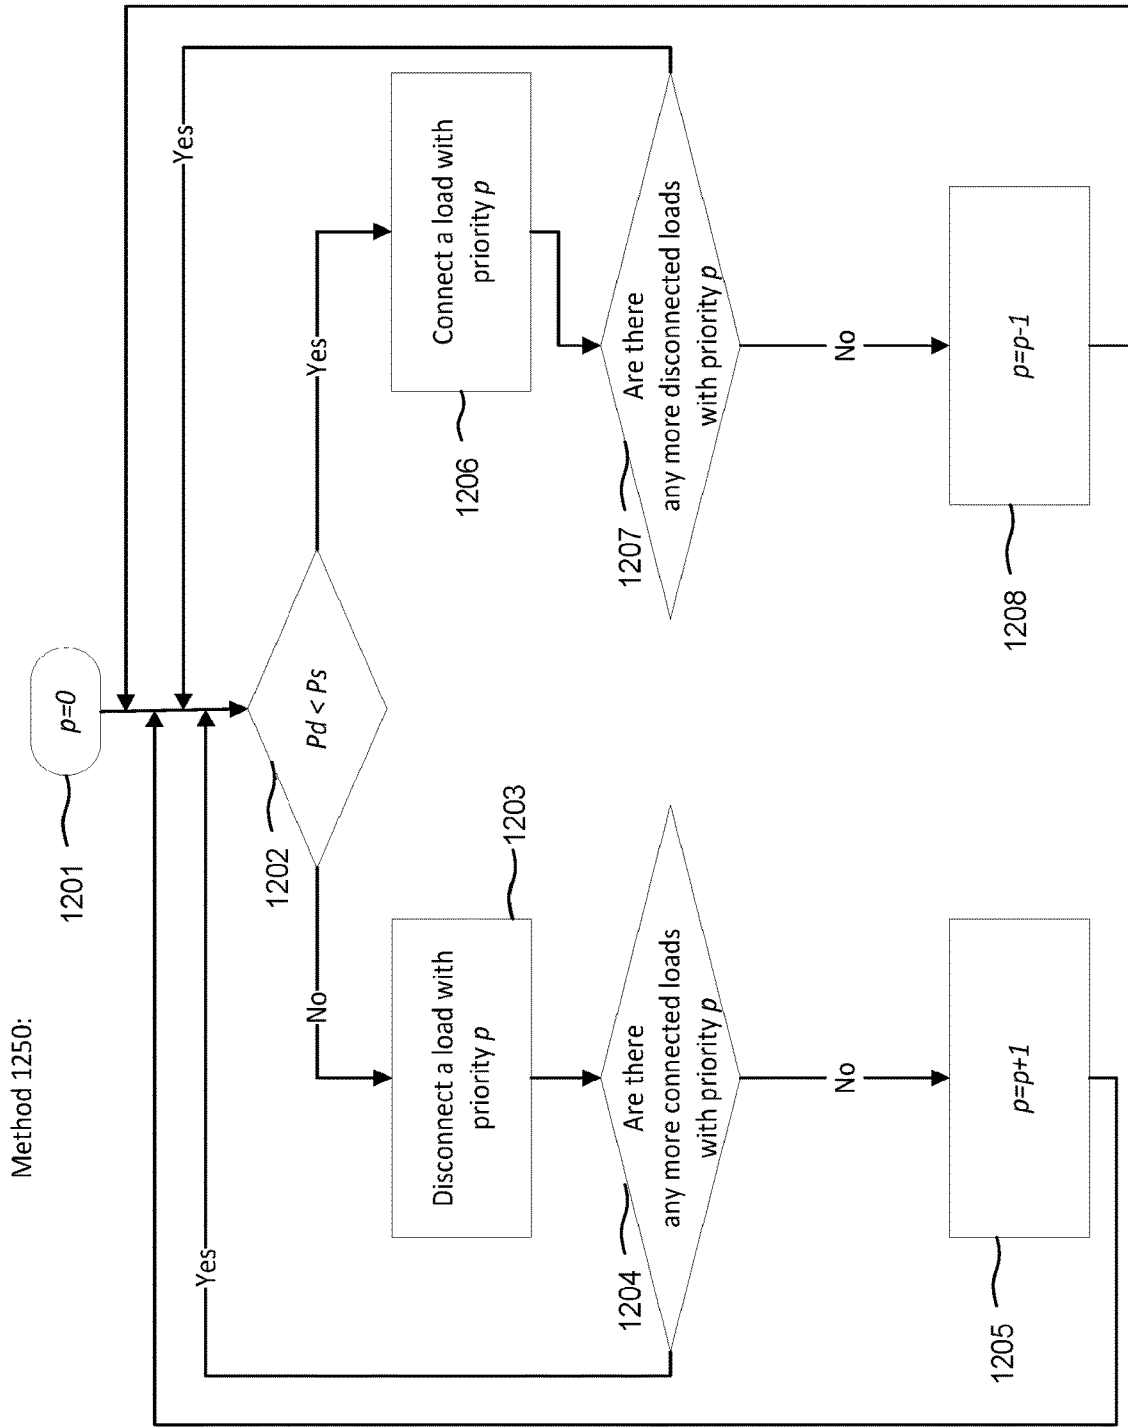 Method 1250:
p=0
1201
Pd < Ps
1202
No
Yes
Disconnect a load with
priority p
1203
Connect a load with
priority p
1206
Are there
any more connected loads
with priority p
1204
Yes
No
Are there
any more disconnected loads
with priority p
1207
Yes
No
p=p+1
1205
p=p-1
1208